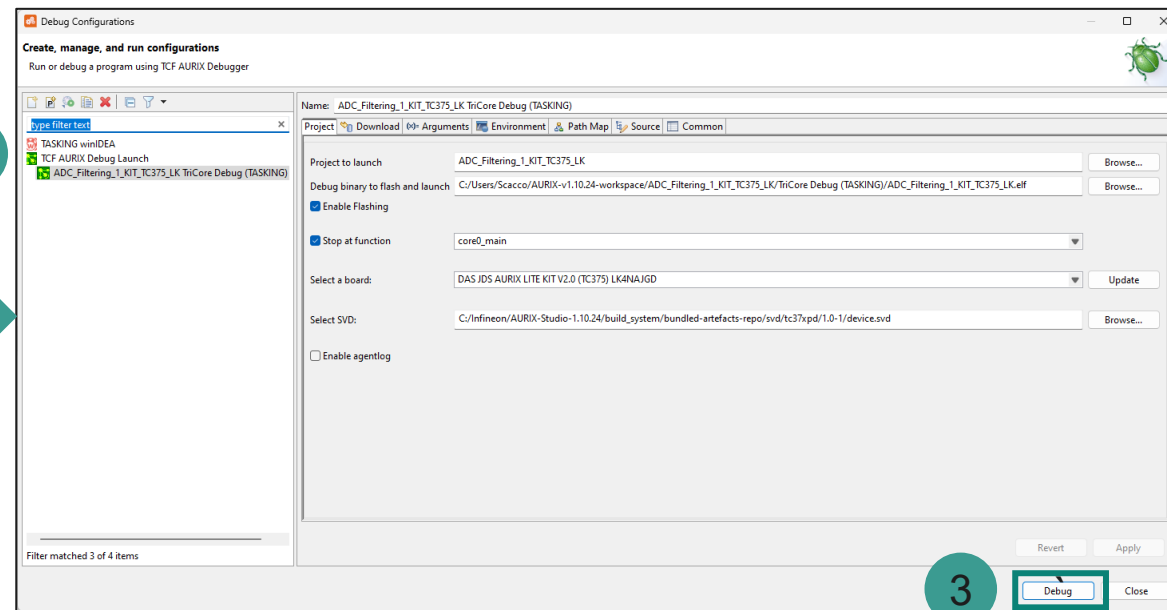 Debug Configurations
Create, manage, and run configurations
Run or debug a program using TCF AURIX Debugger
type filter text
TASKING winIDEA
TCF AURIX Debug Launch
ADC_Filtering_1_KIT_TC375_LK TriCore Debug (TASKING)
Filter matched 3 of 4 items
Name: ADC_Filtering_1_KIT_TC375_LK TriCore Debug (TASKING)
Project Download (x)= Arguments Environment Path Map Source Common
Project to launch ADC_Filtering_1_KIT_TC375_LK Browse...
Debug binary to flash and launch C:/Users/Scacco/AURIX-v1.10.24-workspace/ADC_Filtering_1_KIT_TC375_LK/TriCore Debug (TASKING)/ADC_Filtering_1_KIT_TC375_LK.elf Browse...
Enable Flashing
Stop at function core0_main
Select a board: DAS JDS AURIX LITE KIT V2.0 (TC375) LK4NAJGD Update
Select SVD: C:/Infineon/AURIX-Studio-1.10.24/build_system/bundled-artefacts-repo/svd/tc37xpd/1.0-1/device.svd Browse...
Enable agentlog
Revert Apply
3 Debug Close